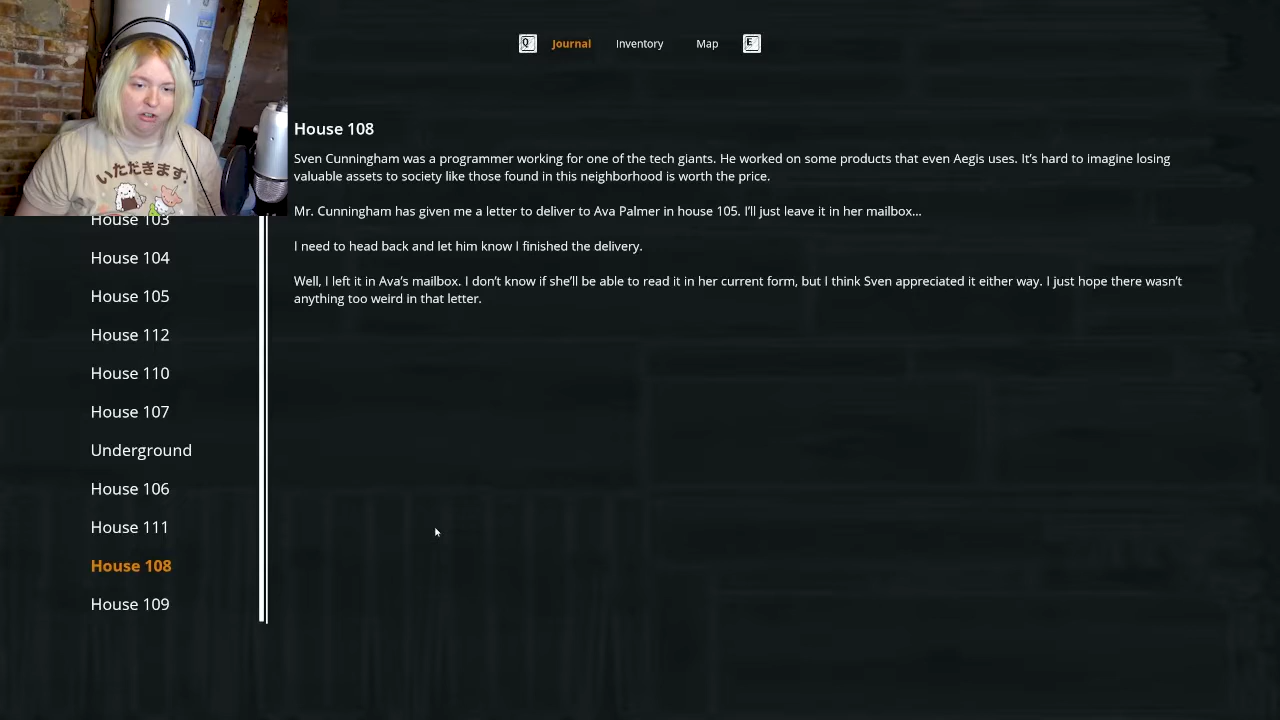 Q Journal Inventory Map E
いただきます。
House 108
Sven Cunningham was a programmer working for one of the tech giants. He worked on some products that even Aegis uses. It's hard to imagine losing
valuable assets to society like those found in this neighborhood is worth the price.
Mr. Cunningham has given me a letter to deliver to Ava Palmer in house 105. I'll just leave it in her mailbox...
I need to head back and let him know I finished the delivery.
Well, I left it in Ava's mailbox. I don't know if she'll be able to read it in her current form, but I think Sven appreciated it either way. I just hope there wasn't
anything too weird in that letter.
House 103
House 104
House 105
House 112
House 110
House 107
Underground
House 106
House 111
House 108
House 109